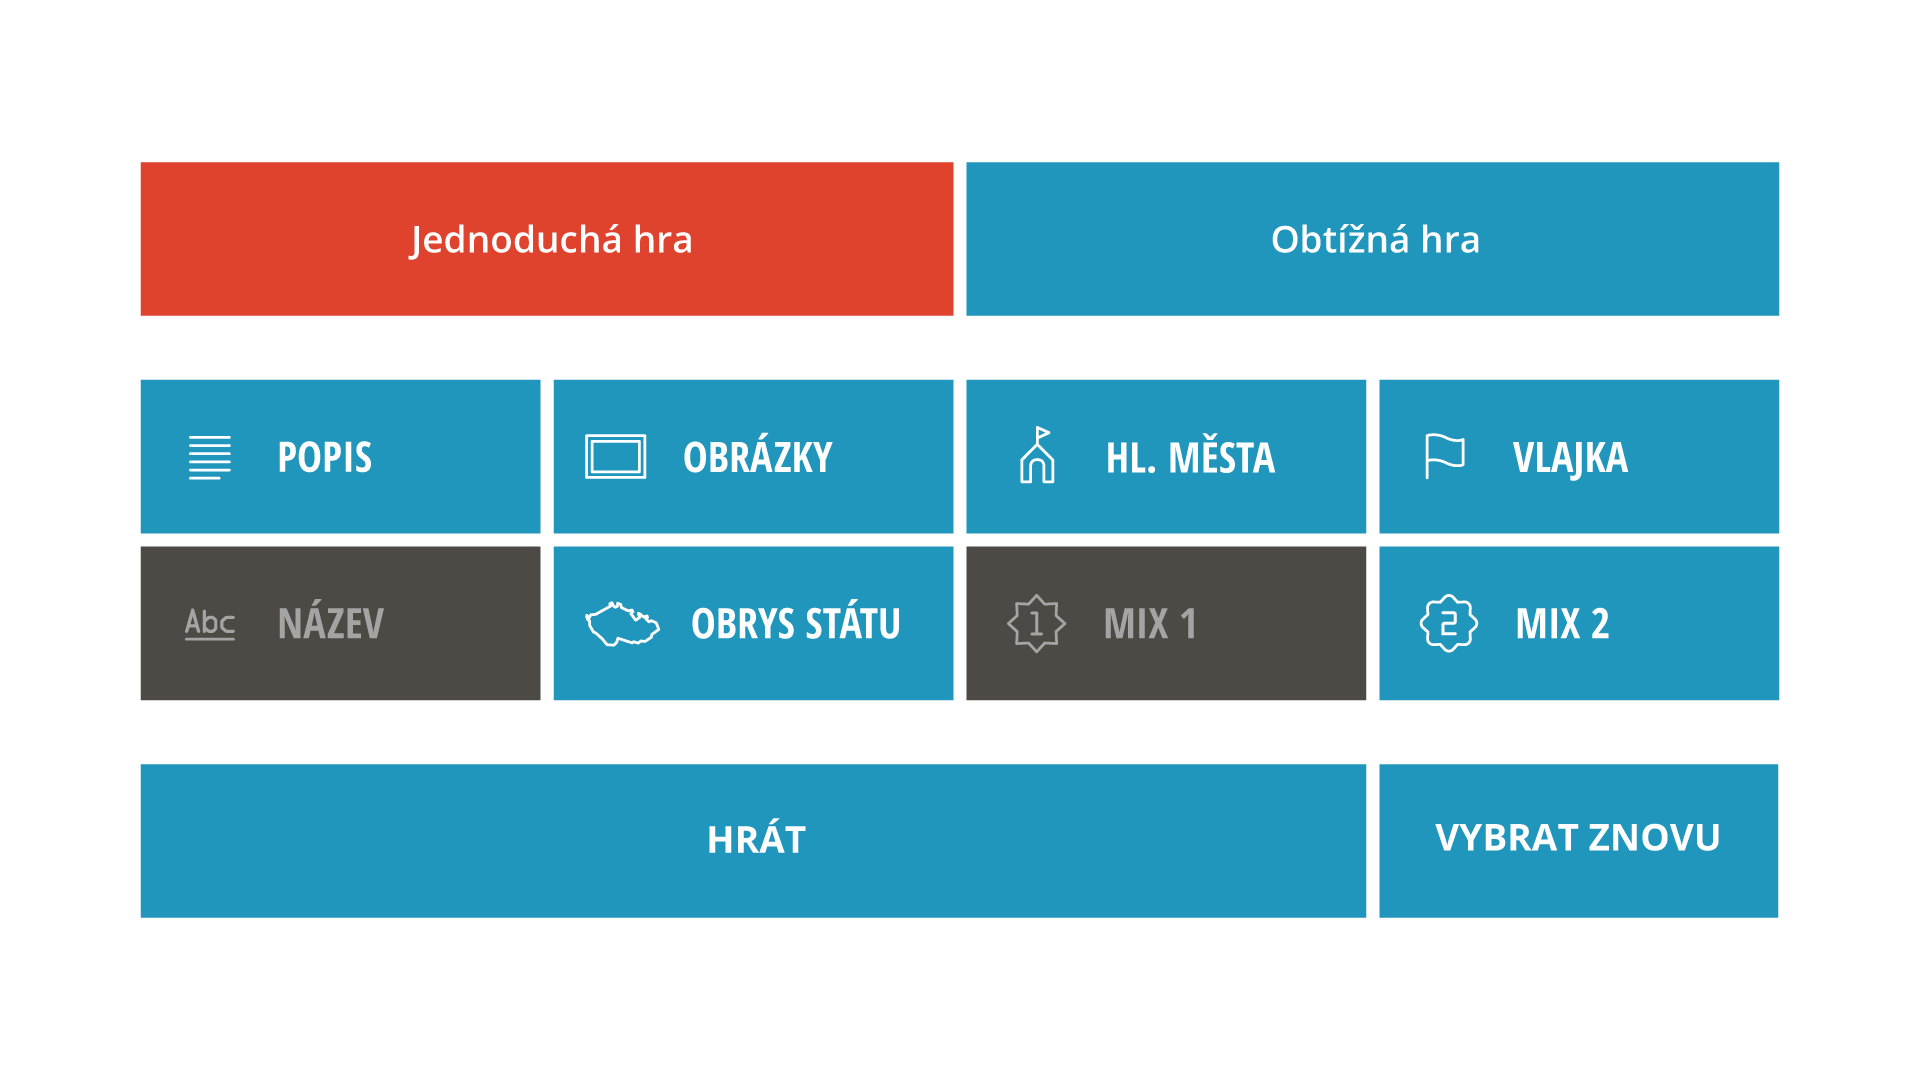 Jednoduchá hra
Obtížná hra
POPIS
OBRÁZKY
HL. MĚSTA
VLAJKA
Abc NÁZEV
OBRYS STÁTU
1 MIX 1
2 MIX 2
HRÁT
VYBRAT ZNOVU